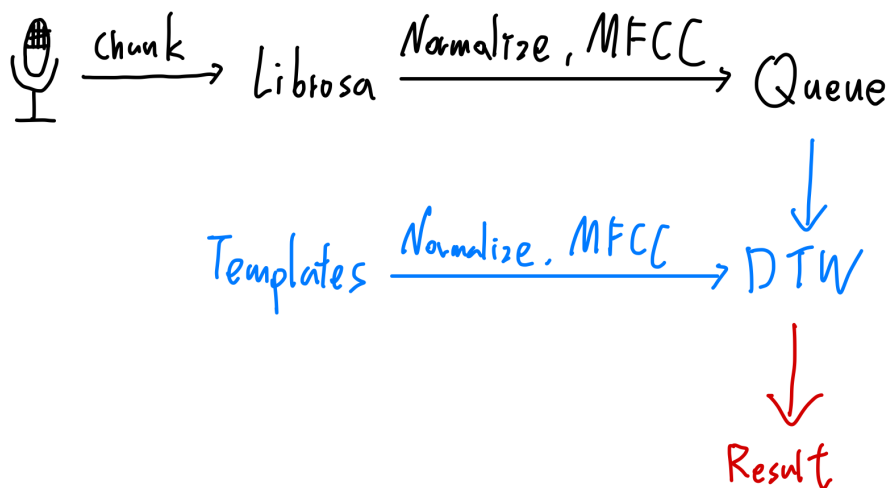 Chunk
Librosa
Normalize, MFCC
Queue
Templates
Normalize, MFCC
DTW
Result